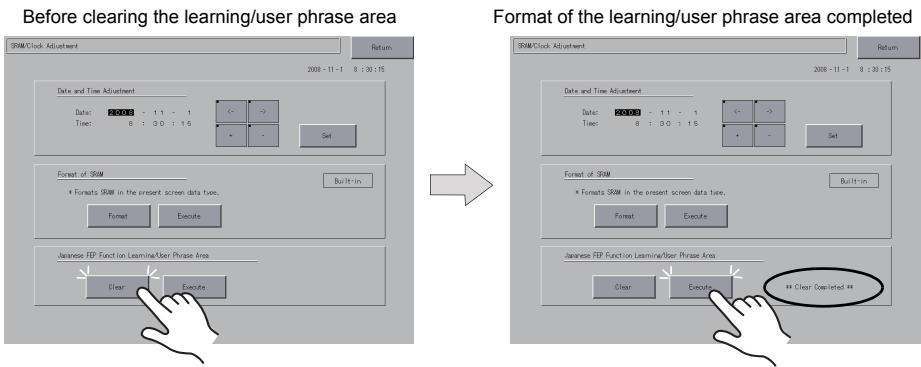 Before clearing the learning/user phrase area
SRAM/Clock Adjustment
Return
2008 - 11 - 1 8 : 30 : 15
Date and Time Adjustment
Date: 2008 - 11 - 1
Time: 8 : 30 : 15
<- ->
+ -
Set
Format of SRAM
Built-in
* Formats SRAM in the present screen data type.
Format Execute
Japanese FEP Function Learning/User Phrase Area
Clear Execute
Format of the learning/user phrase area completed
SRAM/Clock Adjustment
Return
2008 - 11 - 1 8 : 30 : 15
Date and Time Adjustment
Date: 2008 - 11 - 1
Time: 8 : 30 : 15
<- ->
+ -
Set
Format of SRAM
Built-in
* Formats SRAM in the present screen data type.
Format Execute
Japanese FEP Function Learning/User Phrase Area
Clear Execute ** Clear Completed **